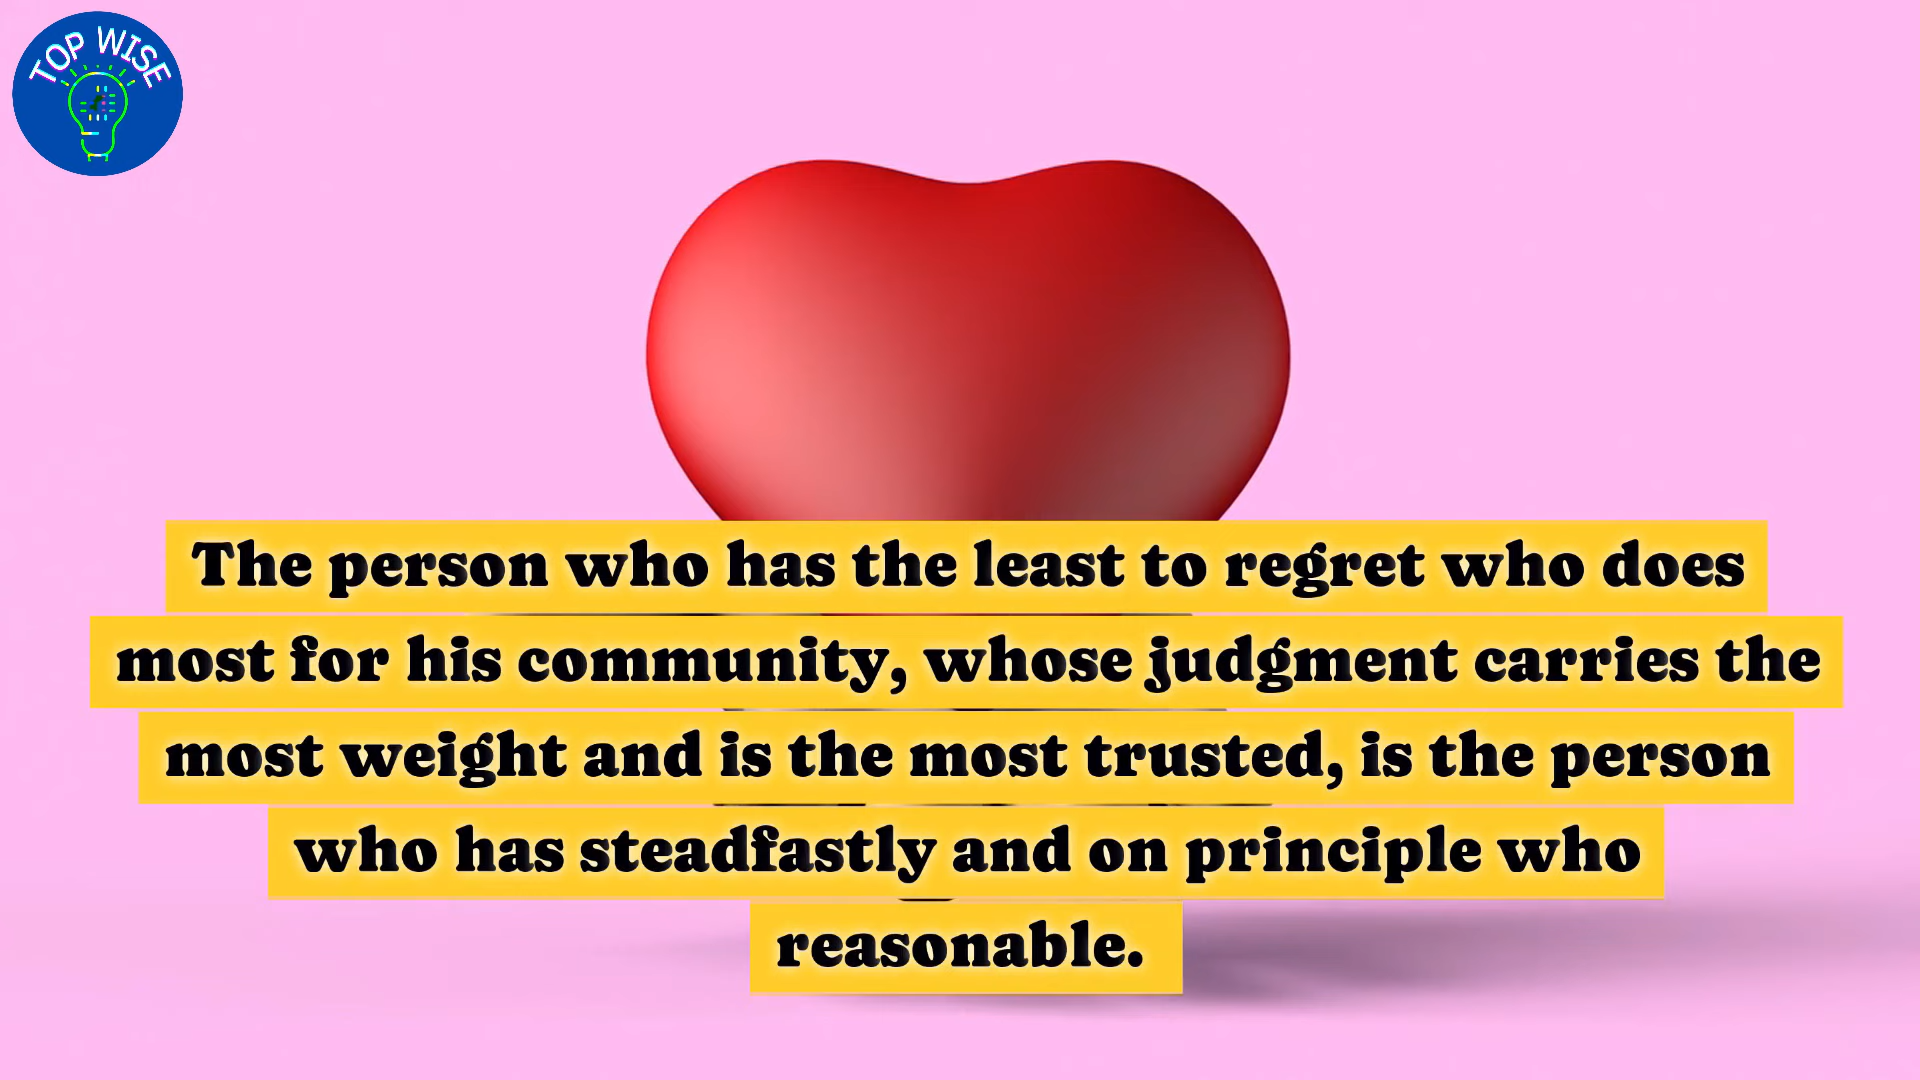 TOP WISE
The person who has the least to regret who does
most for his community, whose judgment carries the
most weight and is the most trusted, is the person
who has steadfastly and on principle who
reasonable.